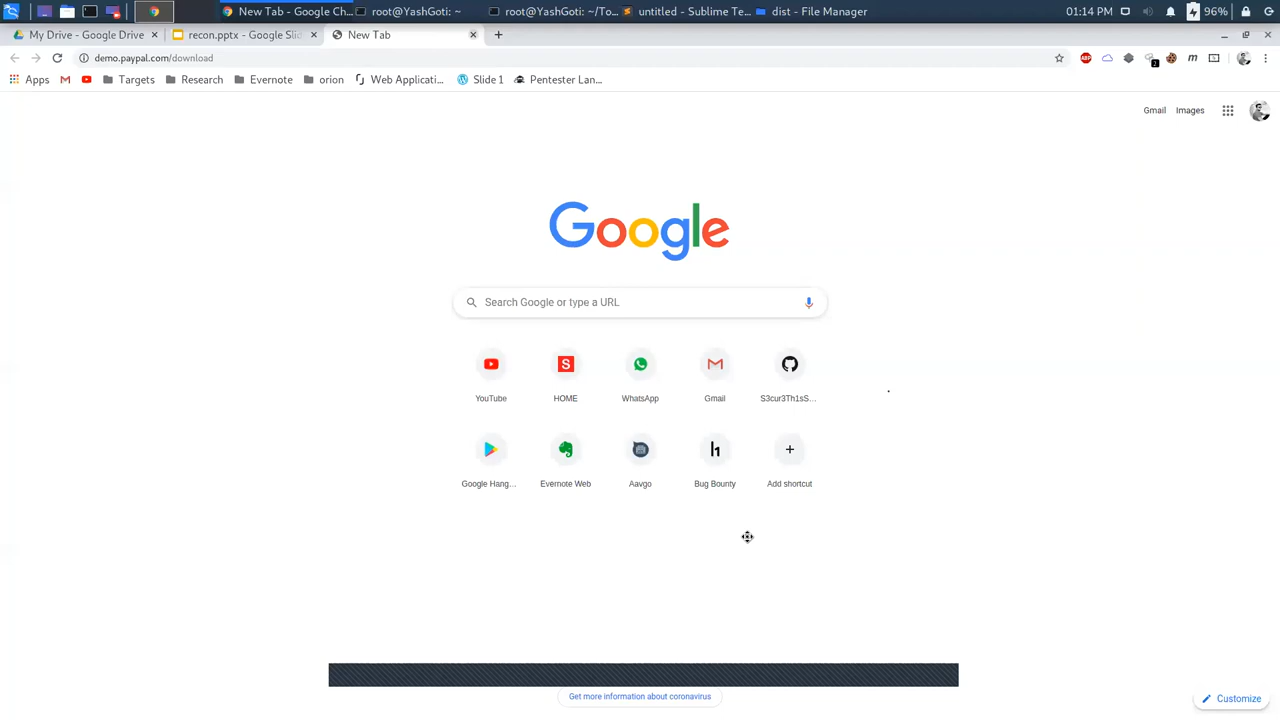 New Tab - Google Ch...
root@YashGoti: ~
root@YashGoti: ~/To...
untitled - Sublime Te...
dist - File Manager
01:14 PM
96%
My Drive - Google Drive
recon.pptx - Google Slid
New Tab
demo.paypal.com/download
Apps
Targets
Research
Evernote
orion
Web Applicati...
Slide 1
Pentester Lan...
Gmail
Images
Google
Search Google or type a URL
YouTube
HOME
WhatsApp
Gmail
S3cur3Th1sS...
Google Hang...
Evernote Web
Aavgo
Bug Bounty
Add shortcut
Get more information about coronavirus
Customize